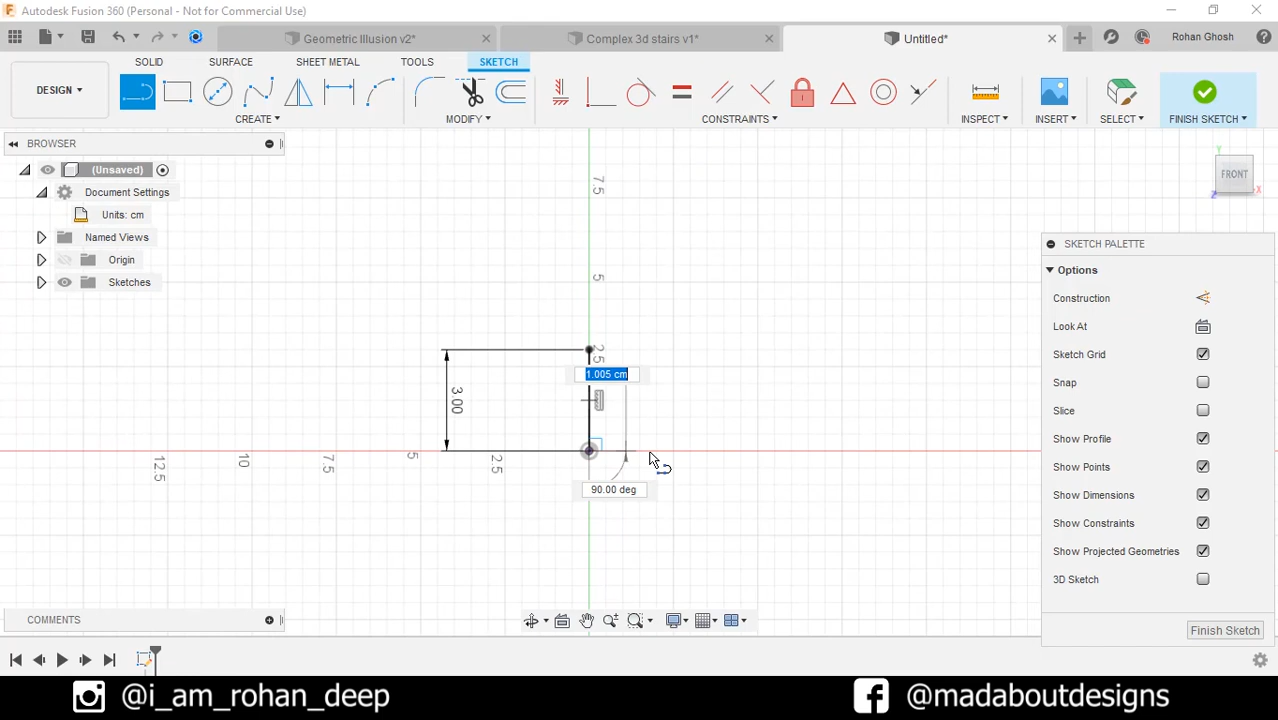 Autodesk Fusion 360 (Personal - Not for Commercial Use)
Geometric Illusion v2*
Complex 3d stairs v1*
Untitled*
Rohan Ghosh
DESIGN
SOLID
SURFACE
SHEET METAL
TOOLS
SKETCH
CREATE
MODIFY
CONSTRAINTS
INSPECT
INSERT
SELECT
FINISH SKETCH
BROWSER
(Unsaved)
Document Settings
Units: cm
Named Views
Origin
Sketches
7.5
5
2.5
1.005 cm
3.00
90.00 deg
12.5
10
7.5
5
2.5
Y
FRONT
Z
X
SKETCH PALETTE
Options
Construction
Look At
Sketch Grid
Snap
Slice
Show Profile
Show Points
Show Dimensions
Show Constraints
Show Projected Geometries
3D Sketch
Finish Sketch
COMMENTS
@i_am_rohan_deep
@madaboutdesigns